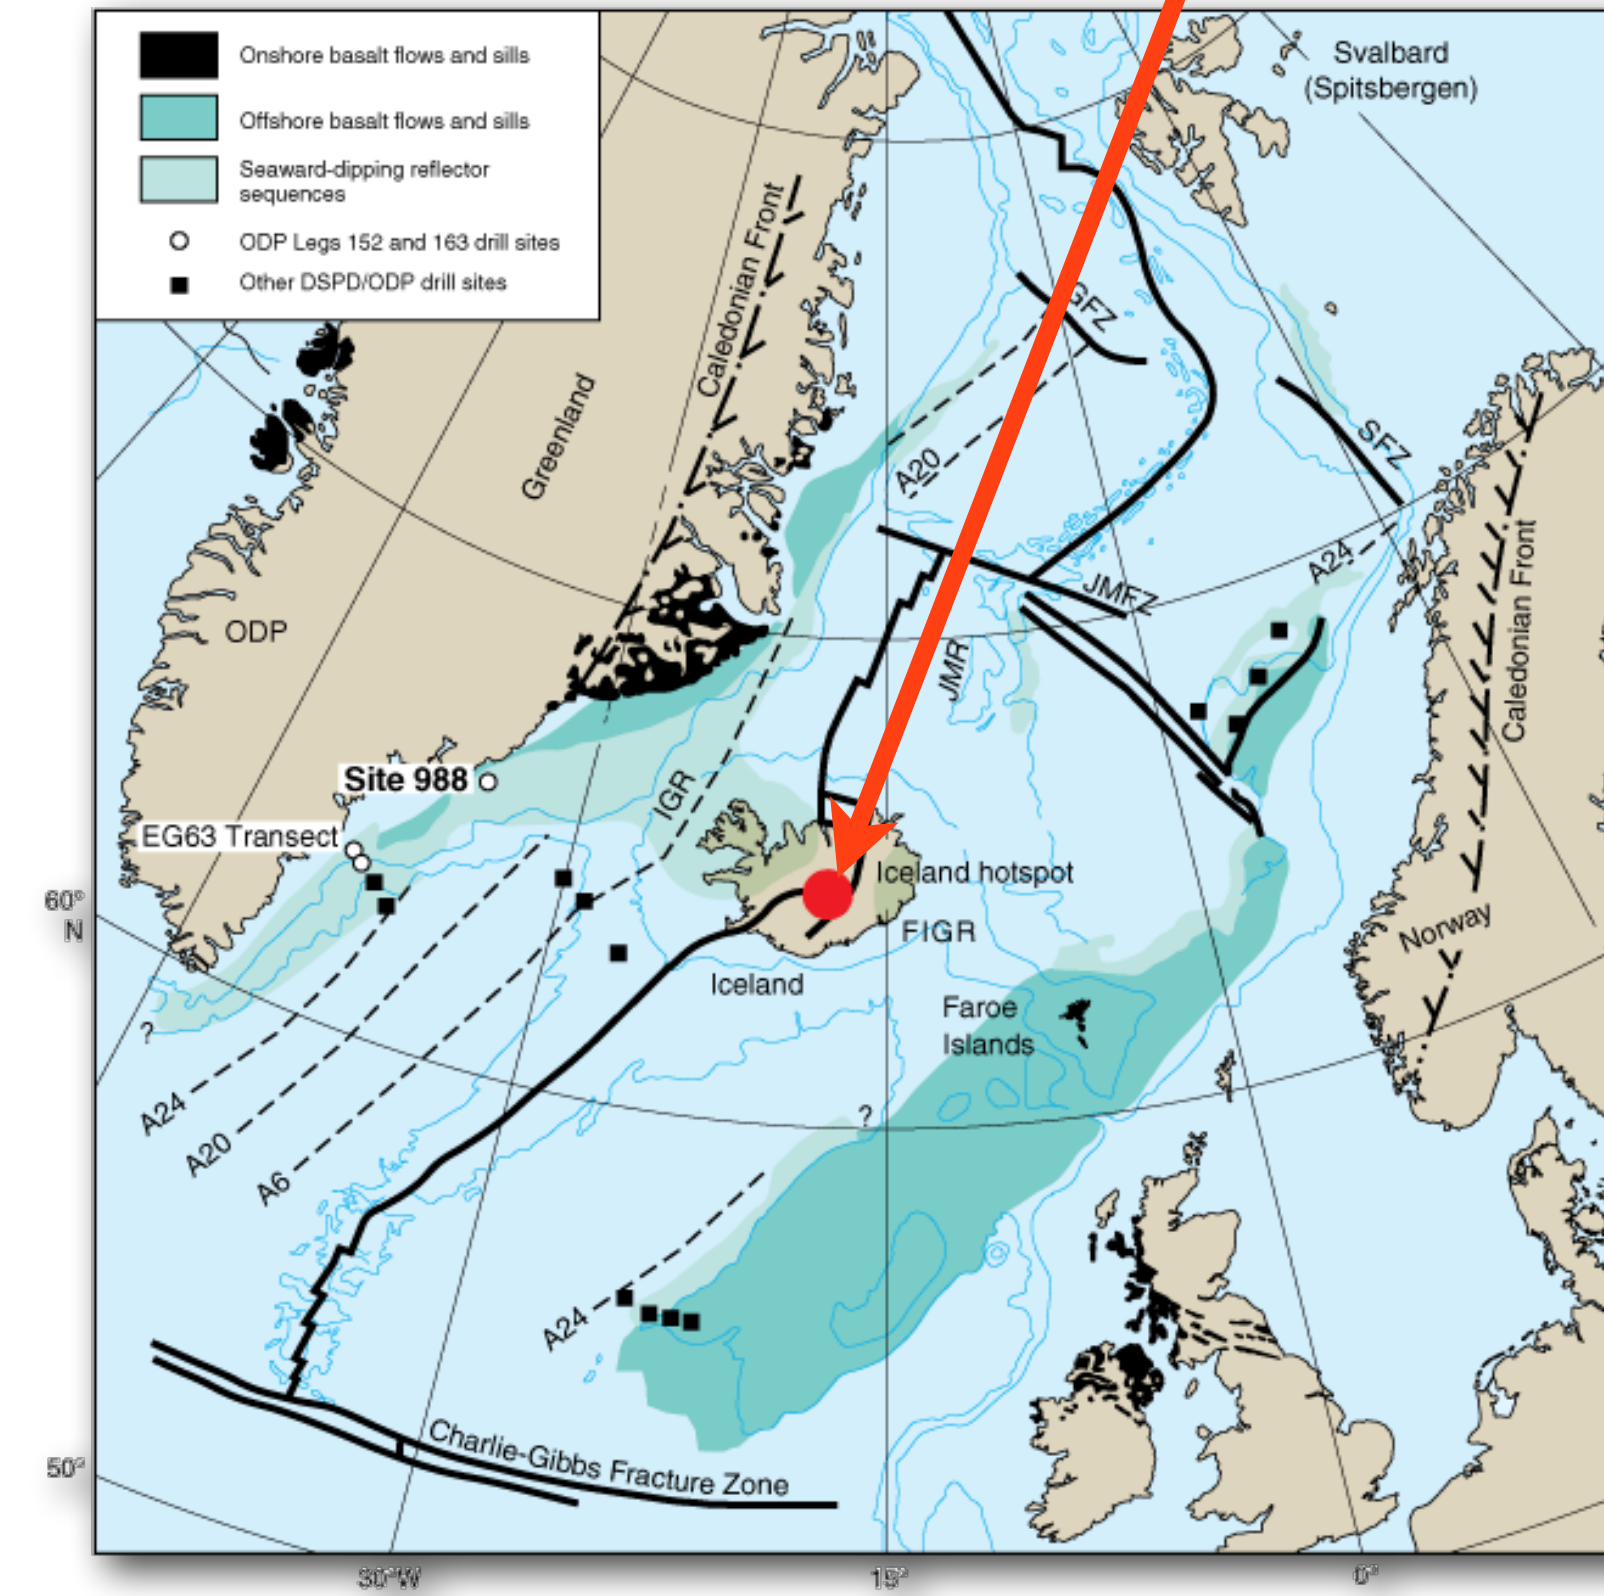 Onshore basalt flows and sills
Offshore basalt flows and sills
Seaward-dipping reflector
sequences
ODP Legs 152 and 163 drill sites
Other DSPD/ODP drill sites
Svalbard
(Spitsbergen)
Caledonian Front
Greenland
GFZ
A20
SFZ
A24
Caledonian Front
JMFZ
JMR
ODP
Site 988
EG63 Transect
IGR
Iceland hotspot
FIGR
Iceland
Norway
Faroe
Islands
60°
N
?
A24
A20
A6
?
A24
Charlie-Gibbs Fracture Zone
50°
30°W
15°
0°